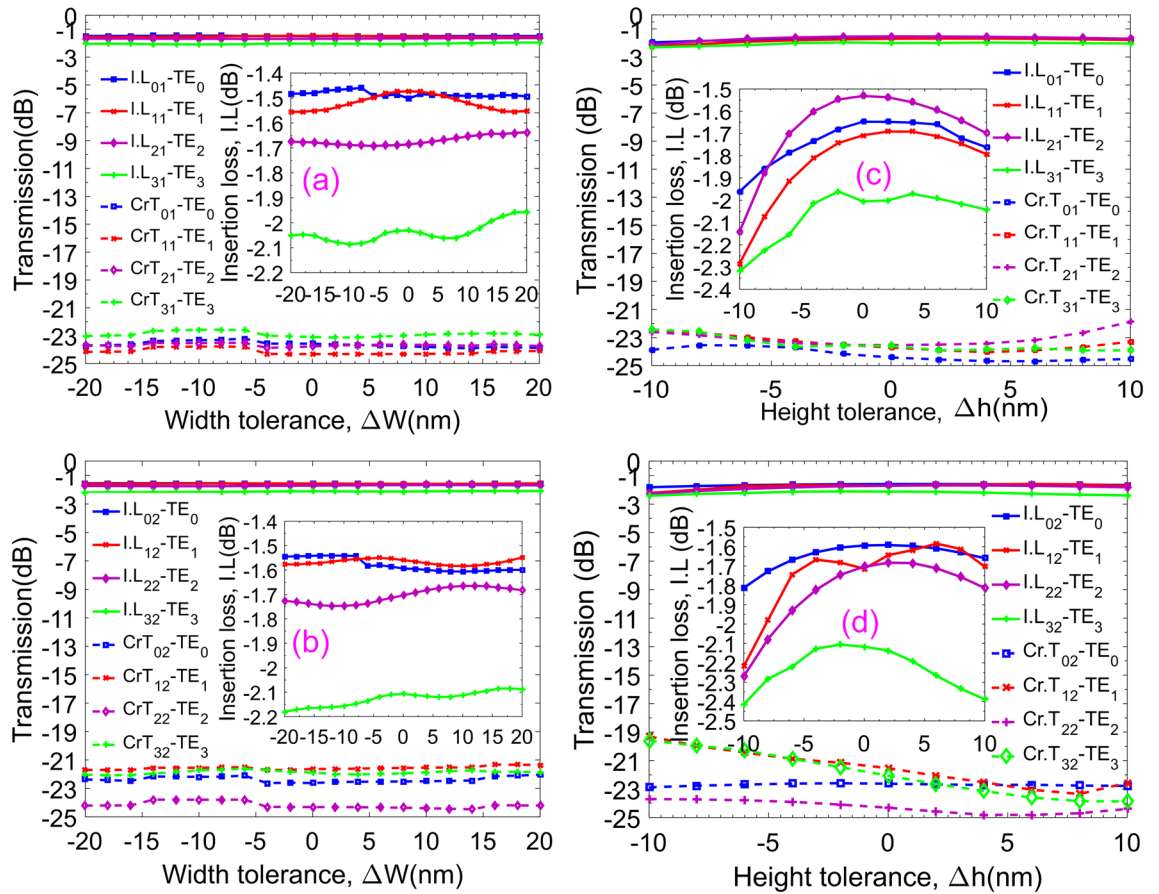 Transmission(dB)
0
-1
-3
-5
-7
-9
-11
-13
-15
-17
-19
-21
-23
-25
-20 -15 -10 -5 0 5 10 15 20
Width tolerance, ΔW(nm)
I.L₀₁-TE₀
I.L₁₁-TE₁
I.L₂₁-TE₂
I.L₃₁-TE₃
CrT₀₁-TE₀
CrT₁₁-TE₁
CrT₂₁-TE₂
CrT₃₁-TE₃
Insertion loss, I.L(dB)
-1.4
-1.5
-1.6
-1.7
-1.8
-1.9
-2
-2.1
-2.2
-20 -15 -10 -5 0 5 10 15 20
(a)
Transmission (dB)
0
-1
-3
-5
-7
-9
-11
-13
-15
-17
-19
-21
-23
-25
-10 -5 0 5 10
Height tolerance, Δh(nm)
I.L₀₁-TE₀
I.L₁₁-TE₁
I.L₂₁-TE₂
I.L₃₁-TE₃
Cr.T₀₁-TE₀
Cr.T₁₁-TE₁
Cr.T₂₁-TE₂
Cr.T₃₁-TE₃
Insertion loss, I.L (dB)
-1.5
-1.6
-1.7
-1.8
-1.9
-2
-2.1
-2.2
-2.3
-2.4
-10 -5 0 5 10
(c)
Transmission(dB)
0
-1
-3
-5
-7
-9
-11
-13
-15
-17
-19
-21
-23
-25
-20 -15 -10 -5 0 5 10 15 20
Width tolerance, ΔW(nm)
I.L₀₂-TE₀
I.L₁₂-TE₁
I.L₂₂-TE₂
I.L₃₂-TE₃
CrT₀₂-TE₀
CrT₁₂-TE₁
CrT₂₂-TE₂
CrT₃₂-TE₃
Insertion loss, I.L(dB)
-1.4
-1.5
-1.6
-1.7
-1.8
-1.9
-2
-2.1
-2.2
-20 -15 -10 -5 0 5 10 15 20
(b)
Transmission (dB)
0
-1
-3
-5
-7
-9
-11
-13
-15
-17
-19
-21
-23
-25
-10 -5 0 5 10
Height tolerance, Δh(nm)
I.L₀₂-TE₀
I.L₁₂-TE₁
I.L₂₂-TE₂
I.L₃₂-TE₃
Cr.T₀₂-TE₀
Cr.T₁₂-TE₁
Cr.T₂₂-TE₂
Cr.T₃₂-TE₃
Insertion loss, I.L (dB)
-1.5
-1.6
-1.7
-1.8
-1.9
-2
-2.1
-2.2
-2.3
-2.4
-2.5
-10 -5 0 5 10
(d)